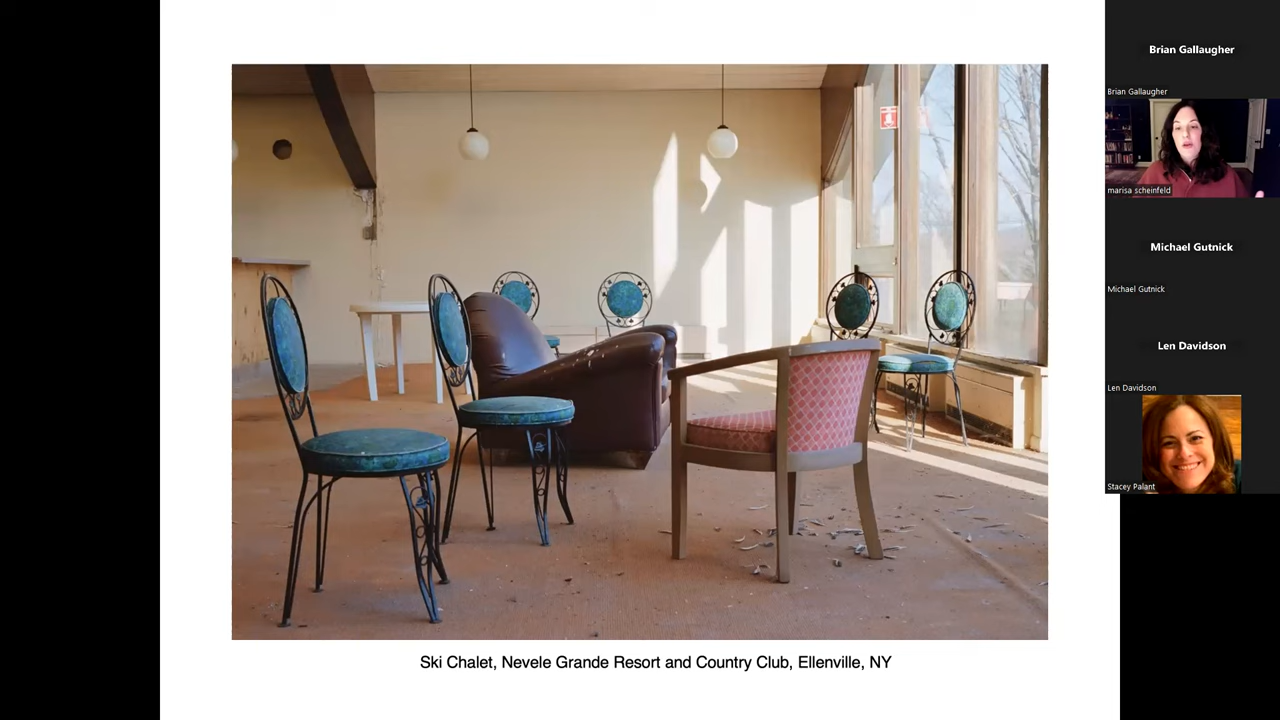 Brian Gallaugher
Brian Gallaugher
marisa scheinfeld
Michael Gutnick
Michael Gutnick
Len Davidson
Len Davidson
Stacey Palant
Ski Chalet, Nevele Grande Resort and Country Club, Ellenville, NY